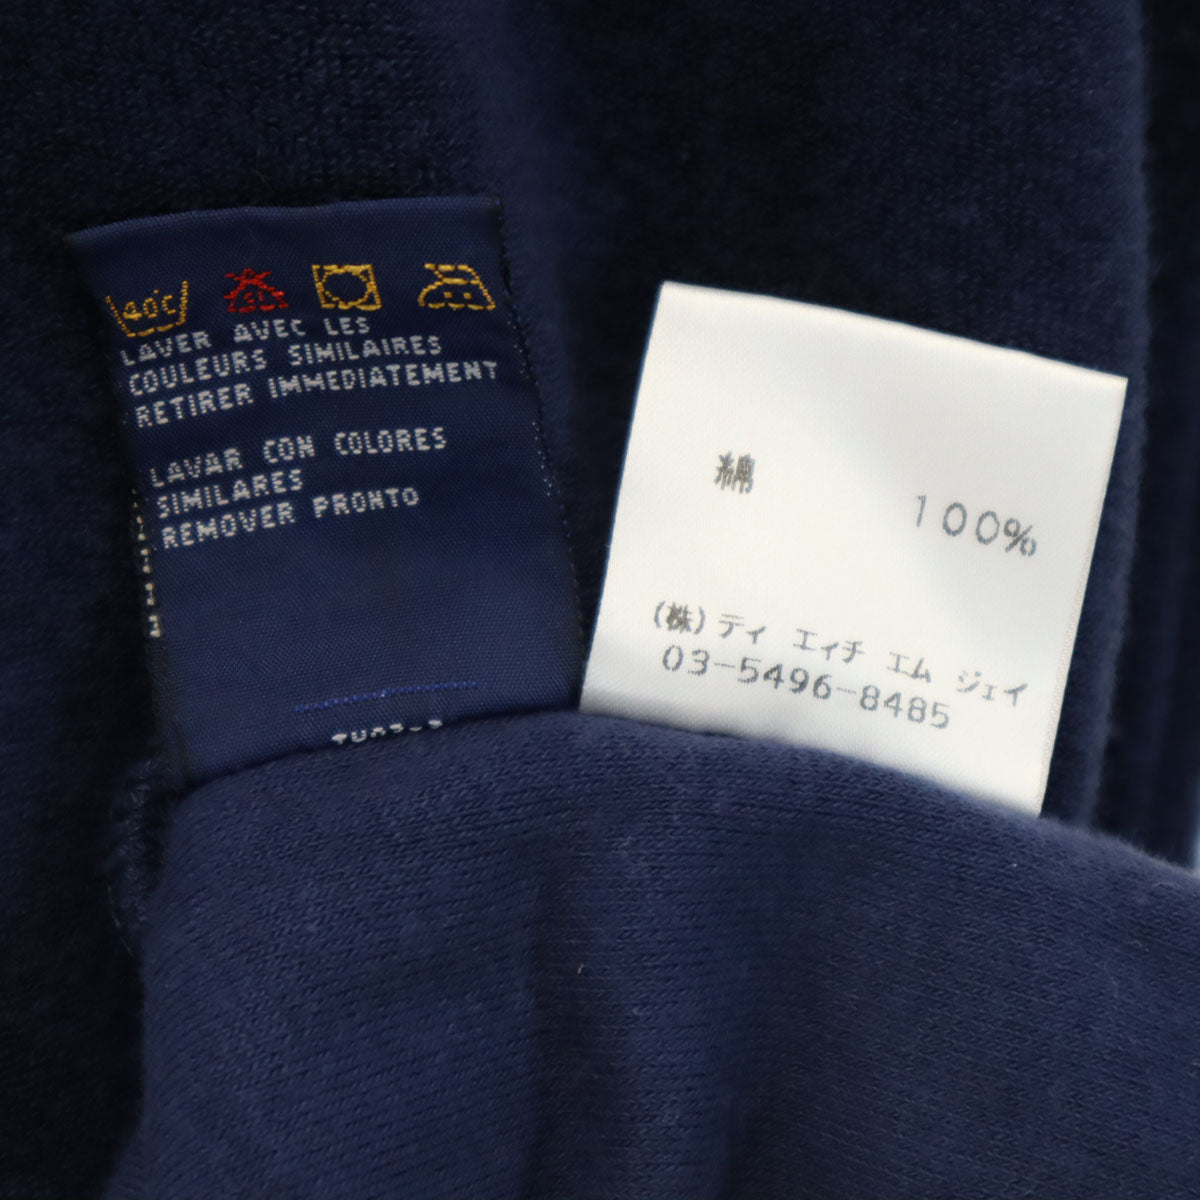 40°C
LAVER AVEC LES
COULEURS SIMILAIRES
RETIRER IMMEDIATEMENT
LAVAR CON COLORES
SIMILARES
REMOVER PRONTO
綿 100%
(株)ティ エイチ エム ジェイ
03-5496-8485